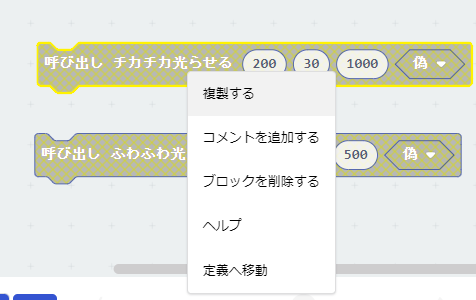 呼び出し チカチカ光らせる 200 30 1000 偽
複製する
コメントを追加する
呼び出し ふわふわ光 500 偽
ブロックを削除する
ヘルプ
定義へ移動